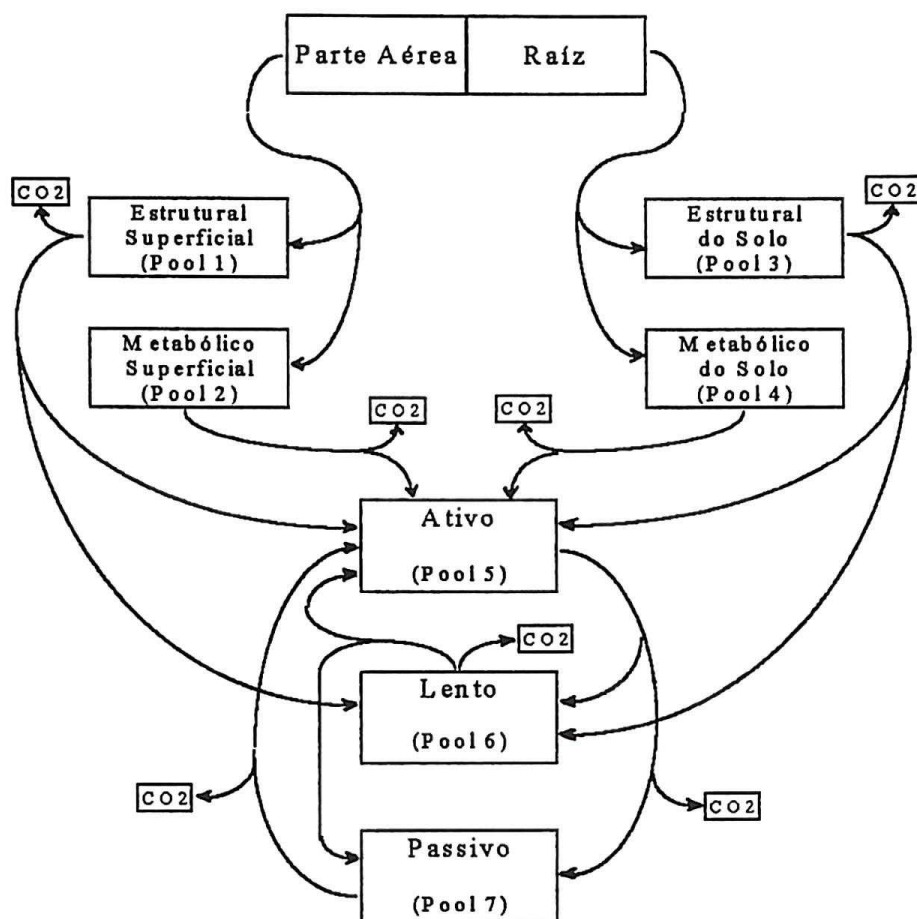 Parte Aérea
Raíz
CO2
Estrutural
Superficial
(Pool 1)
Estrutural
do Solo
(Pool 3)
CO2
Metabólico
Superficial
(Pool 2)
Metabólico
do Solo
(Pool 4)
CO2
CO2
Ativo
(Pool 5)
CO2
Lento
(Pool 6)
CO2
CO2
Passivo
(Pool 7)